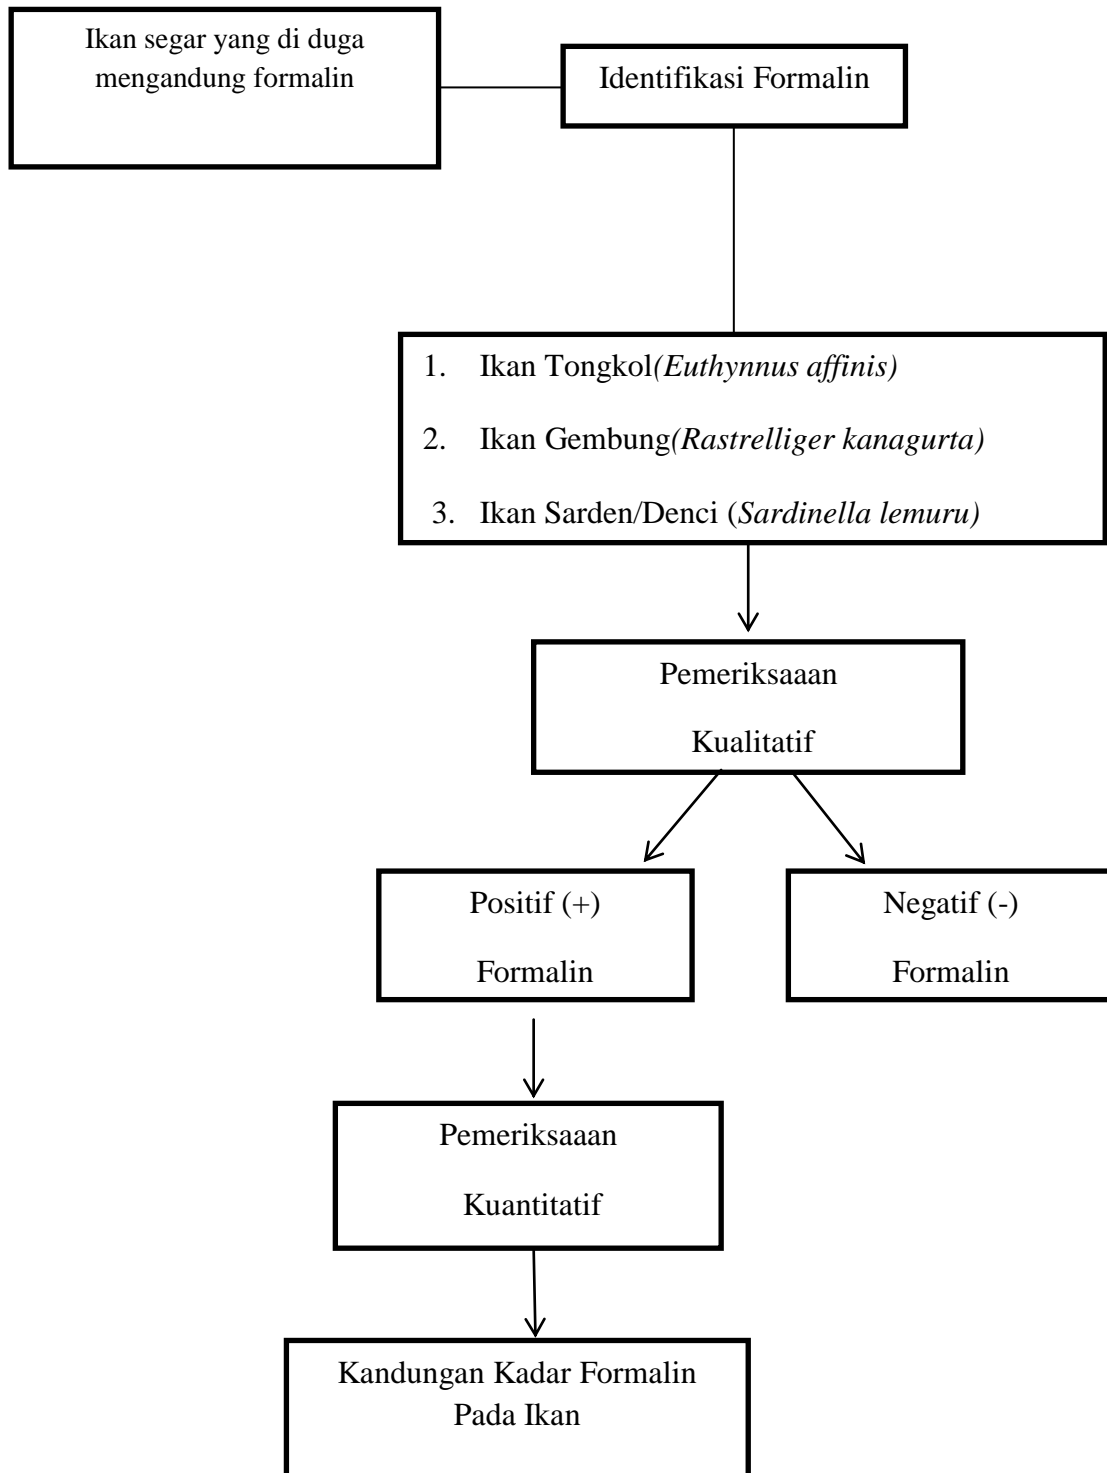 Ikan segar yang di duga
mengandung formalin
Identifikasi Formalin
1. Ikan Tongkol(Euthynnus affinis)
2. Ikan Gembung(Rastrelliger kanagurta)
3. Ikan Sarden/Denci (Sardinella lemuru)
Pemeriksaaan
Kualitatif
Positif (+)
Formalin
Negatif (-)
Formalin
Pemeriksaaan
Kuantitatif
Kandungan Kadar Formalin
Pada Ikan